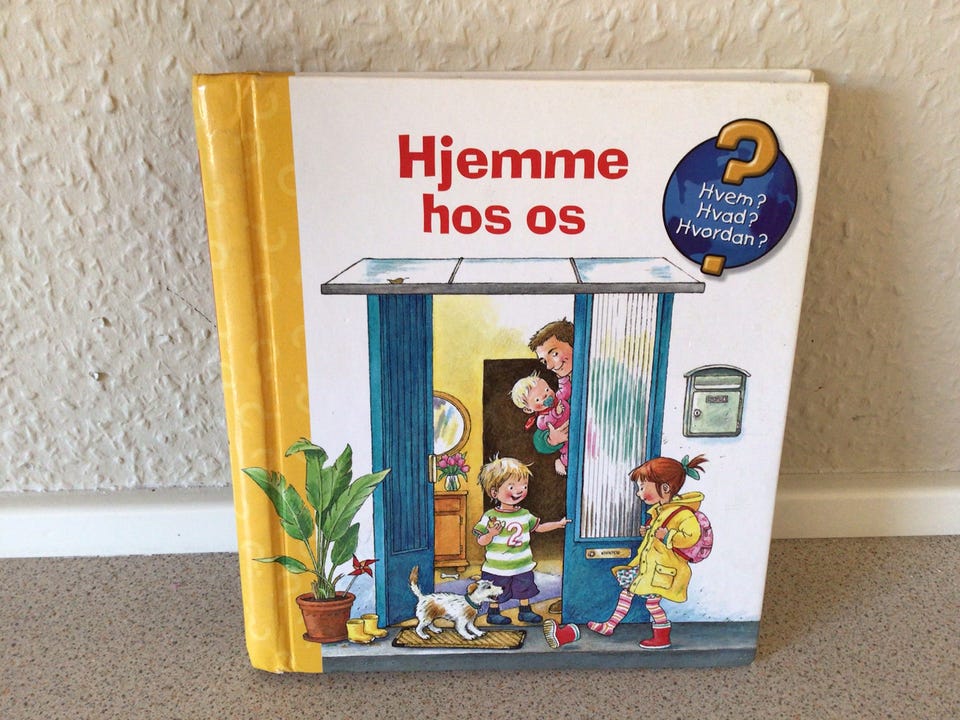 Hjemme
hos os
Hvem?
Hvad?
Hvordan?
2